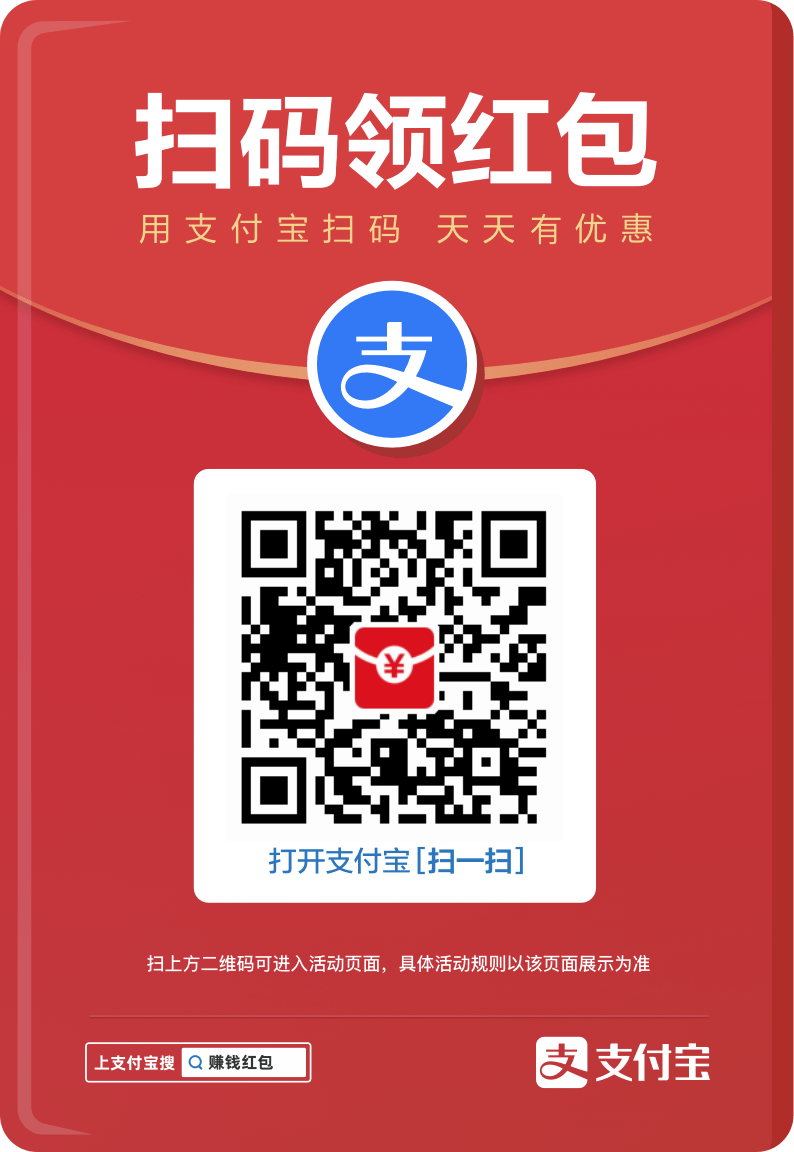 扫码领红包
用支付宝扫码 天天有优惠
支
¥
打开支付宝[扫一扫]
扫上方二维码可进入活动页面，具体活动规则以该页面展示为准
上支付宝搜 赚钱红包
支 支付宝